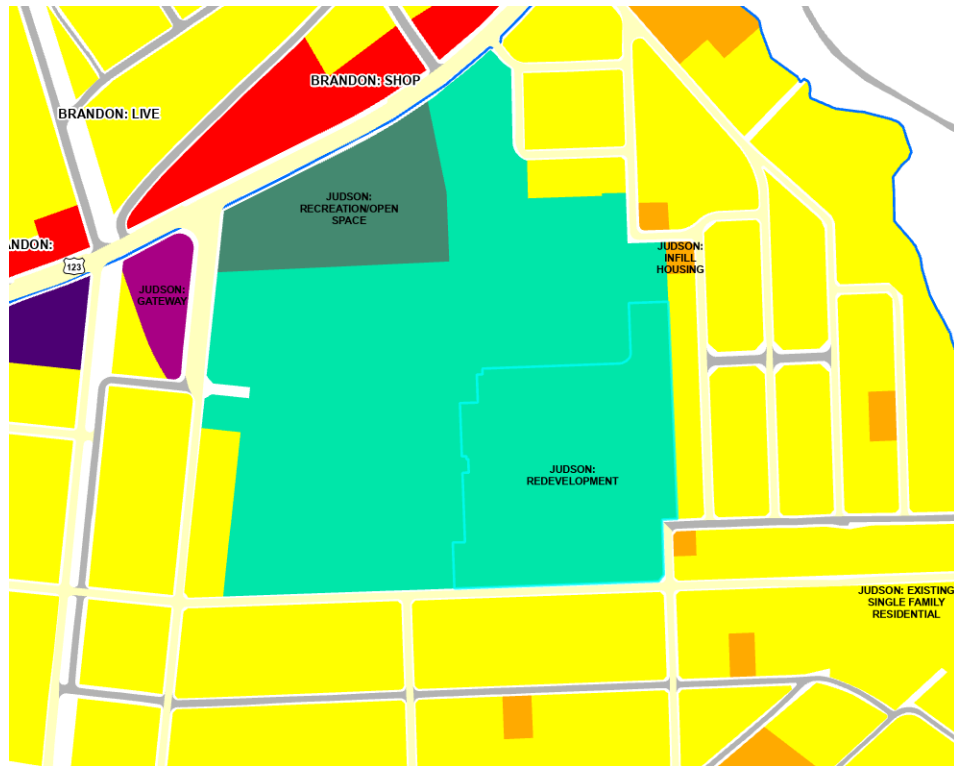 BRANDON: SHOP
BRANDON: LIVE
JUDSON:
RECREATION/OPEN
SPACE
ANDON:
123
JUDSON:
GATEWAY
JUDSON:
INFILL
HOUSING
JUDSON:
REDEVELOPMENT
JUDSON: EXISTING
SINGLE FAMILY
RESIDENTIAL